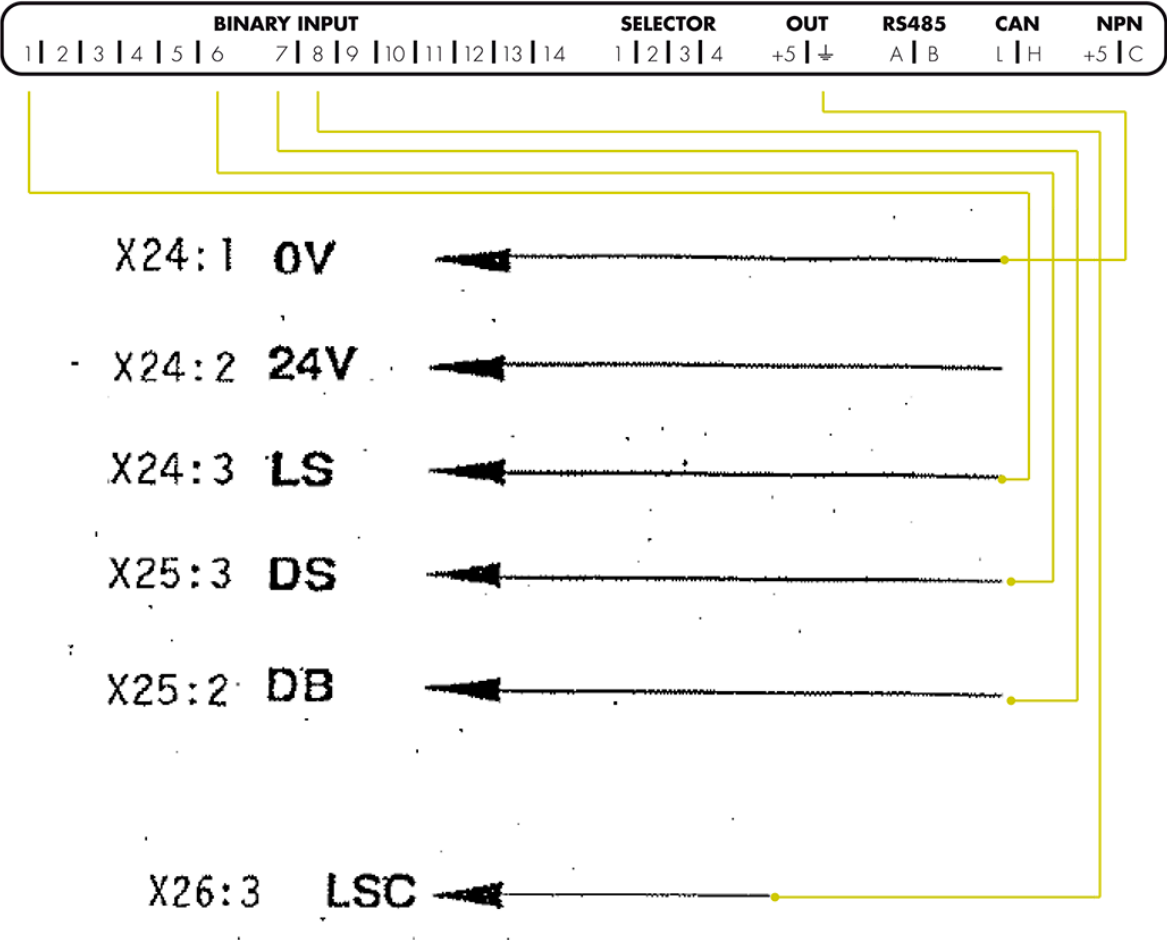 BINARY INPUT SELECTOR OUT RS485 CAN NPN
1 | 2 | 3 | 4 | 5 | 6 7 | 8 | 9 | 10 | 11 | 12 | 13 | 14 1 | 2 | 3 | 4 +5 | ⏚ A | B L | H +5 | C
X24:1 0V
X24:2 24V
X24:3 LS
X25:3 DS
X25:2 DB
X26:3 LSC